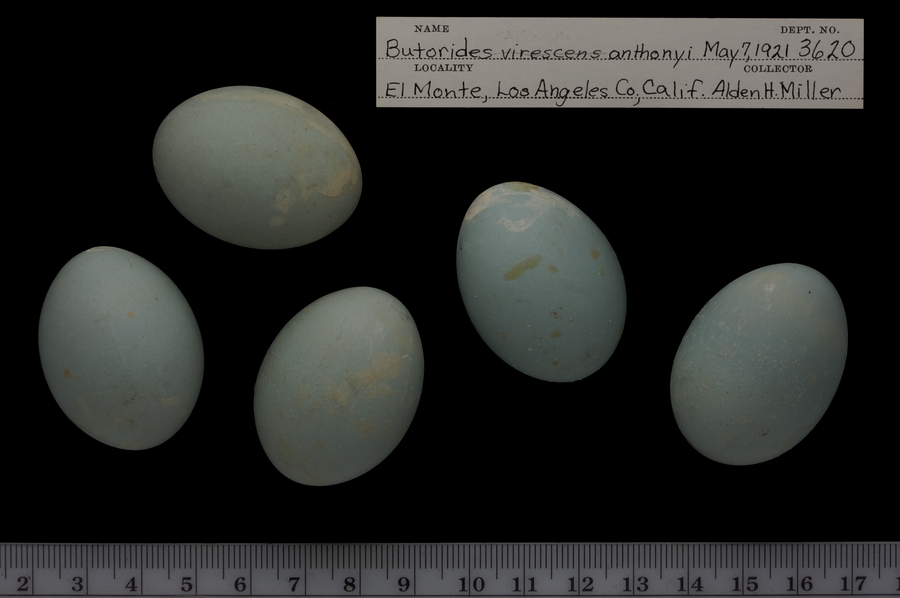 NAME DEPT. NO.
Butorides virescens anthonyi May 7, 1921 3620
LOCALITY COLLECTOR
El Monte, Los Angeles Co, Calif. Alden H. Miller
2 3 4 5 6 7 8 9 10 11 12 13 14 15 16 17